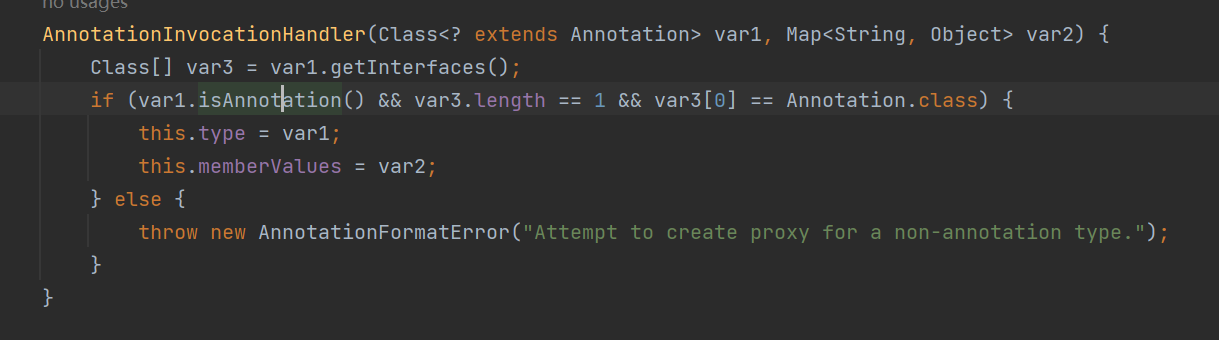 no usages
AnnotationInvocationHandler(Class<? extends Annotation> var1, Map<String, Object> var2) {
Class[] var3 = var1.getInterfaces();
if (var1.isAnnotation() && var3.length == 1 && var3[0] == Annotation.class) {
this.type = var1;
this.memberValues = var2;
} else {
throw new AnnotationFormatError("Attempt to create proxy for a non-annotation type.");
}
}